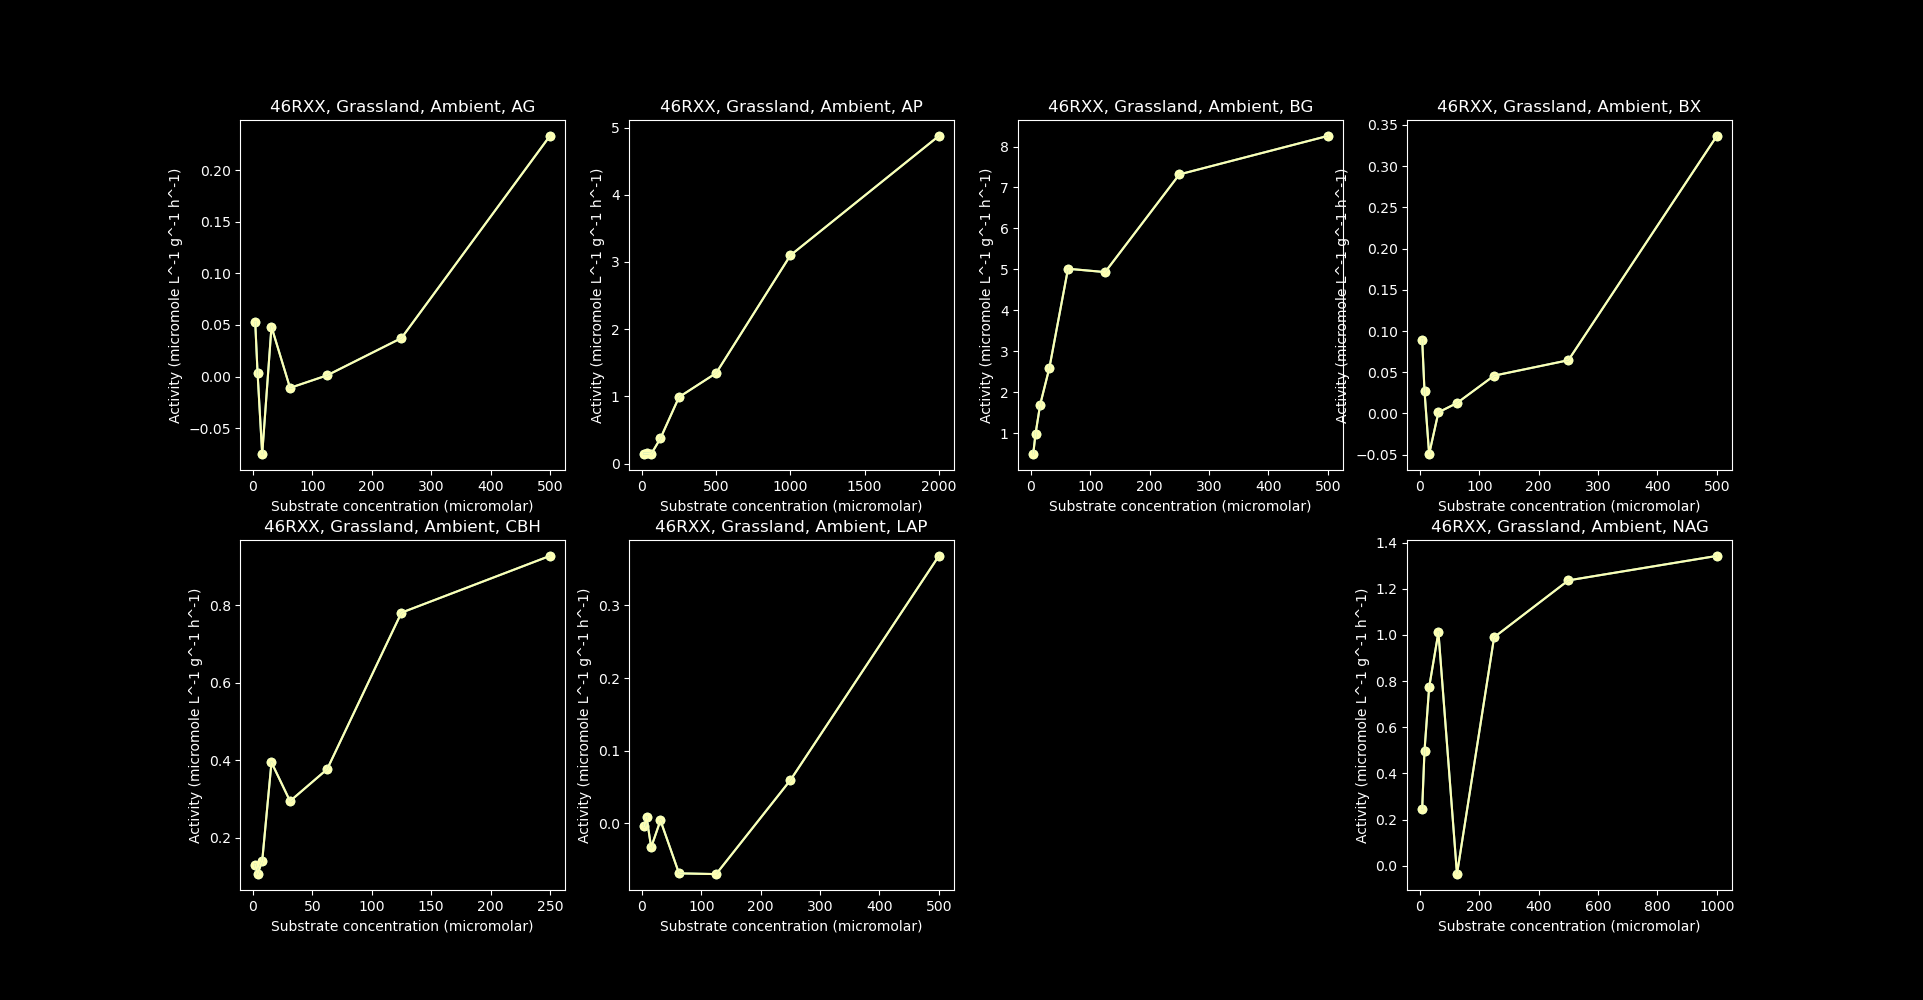 46RXX, Grassland, Ambient, AG
Activity (micromole L^-1 g^-1 h^-1)
0.20
0.15
0.10
0.05
0.00
−0.05
0 100 200 300 400 500
Substrate concentration (micromolar)
46RXX, Grassland, Ambient, AP
Activity (micromole L^-1 g^-1 h^-1)
5
4
3
2
1
0
0 500 1000 1500 2000
Substrate concentration (micromolar)
46RXX, Grassland, Ambient, BG
Activity (micromole L^-1 g^-1 h^-1)
8
7
6
5
4
3
2
1
0 100 200 300 400 500
Substrate concentration (micromolar)
46RXX, Grassland, Ambient, BX
Activity (micromole L^-1 g^-1 h^-1)
0.35
0.30
0.25
0.20
0.15
0.10
0.05
0.00
−0.05
0 100 200 300 400 500
Substrate concentration (micromolar)
46RXX, Grassland, Ambient, CBH
Activity (micromole L^-1 g^-1 h^-1)
0.8
0.6
0.4
0.2
0 50 100 150 200 250
Substrate concentration (micromolar)
46RXX, Grassland, Ambient, LAP
Activity (micromole L^-1 g^-1 h^-1)
0.3
0.2
0.1
0.0
0 100 200 300 400 500
Substrate concentration (micromolar)
46RXX, Grassland, Ambient, NAG
Activity (micromole L^-1 g^-1 h^-1)
1.4
1.2
1.0
0.8
0.6
0.4
0.2
0.0
0 200 400 600 800 1000
Substrate concentration (micromolar)